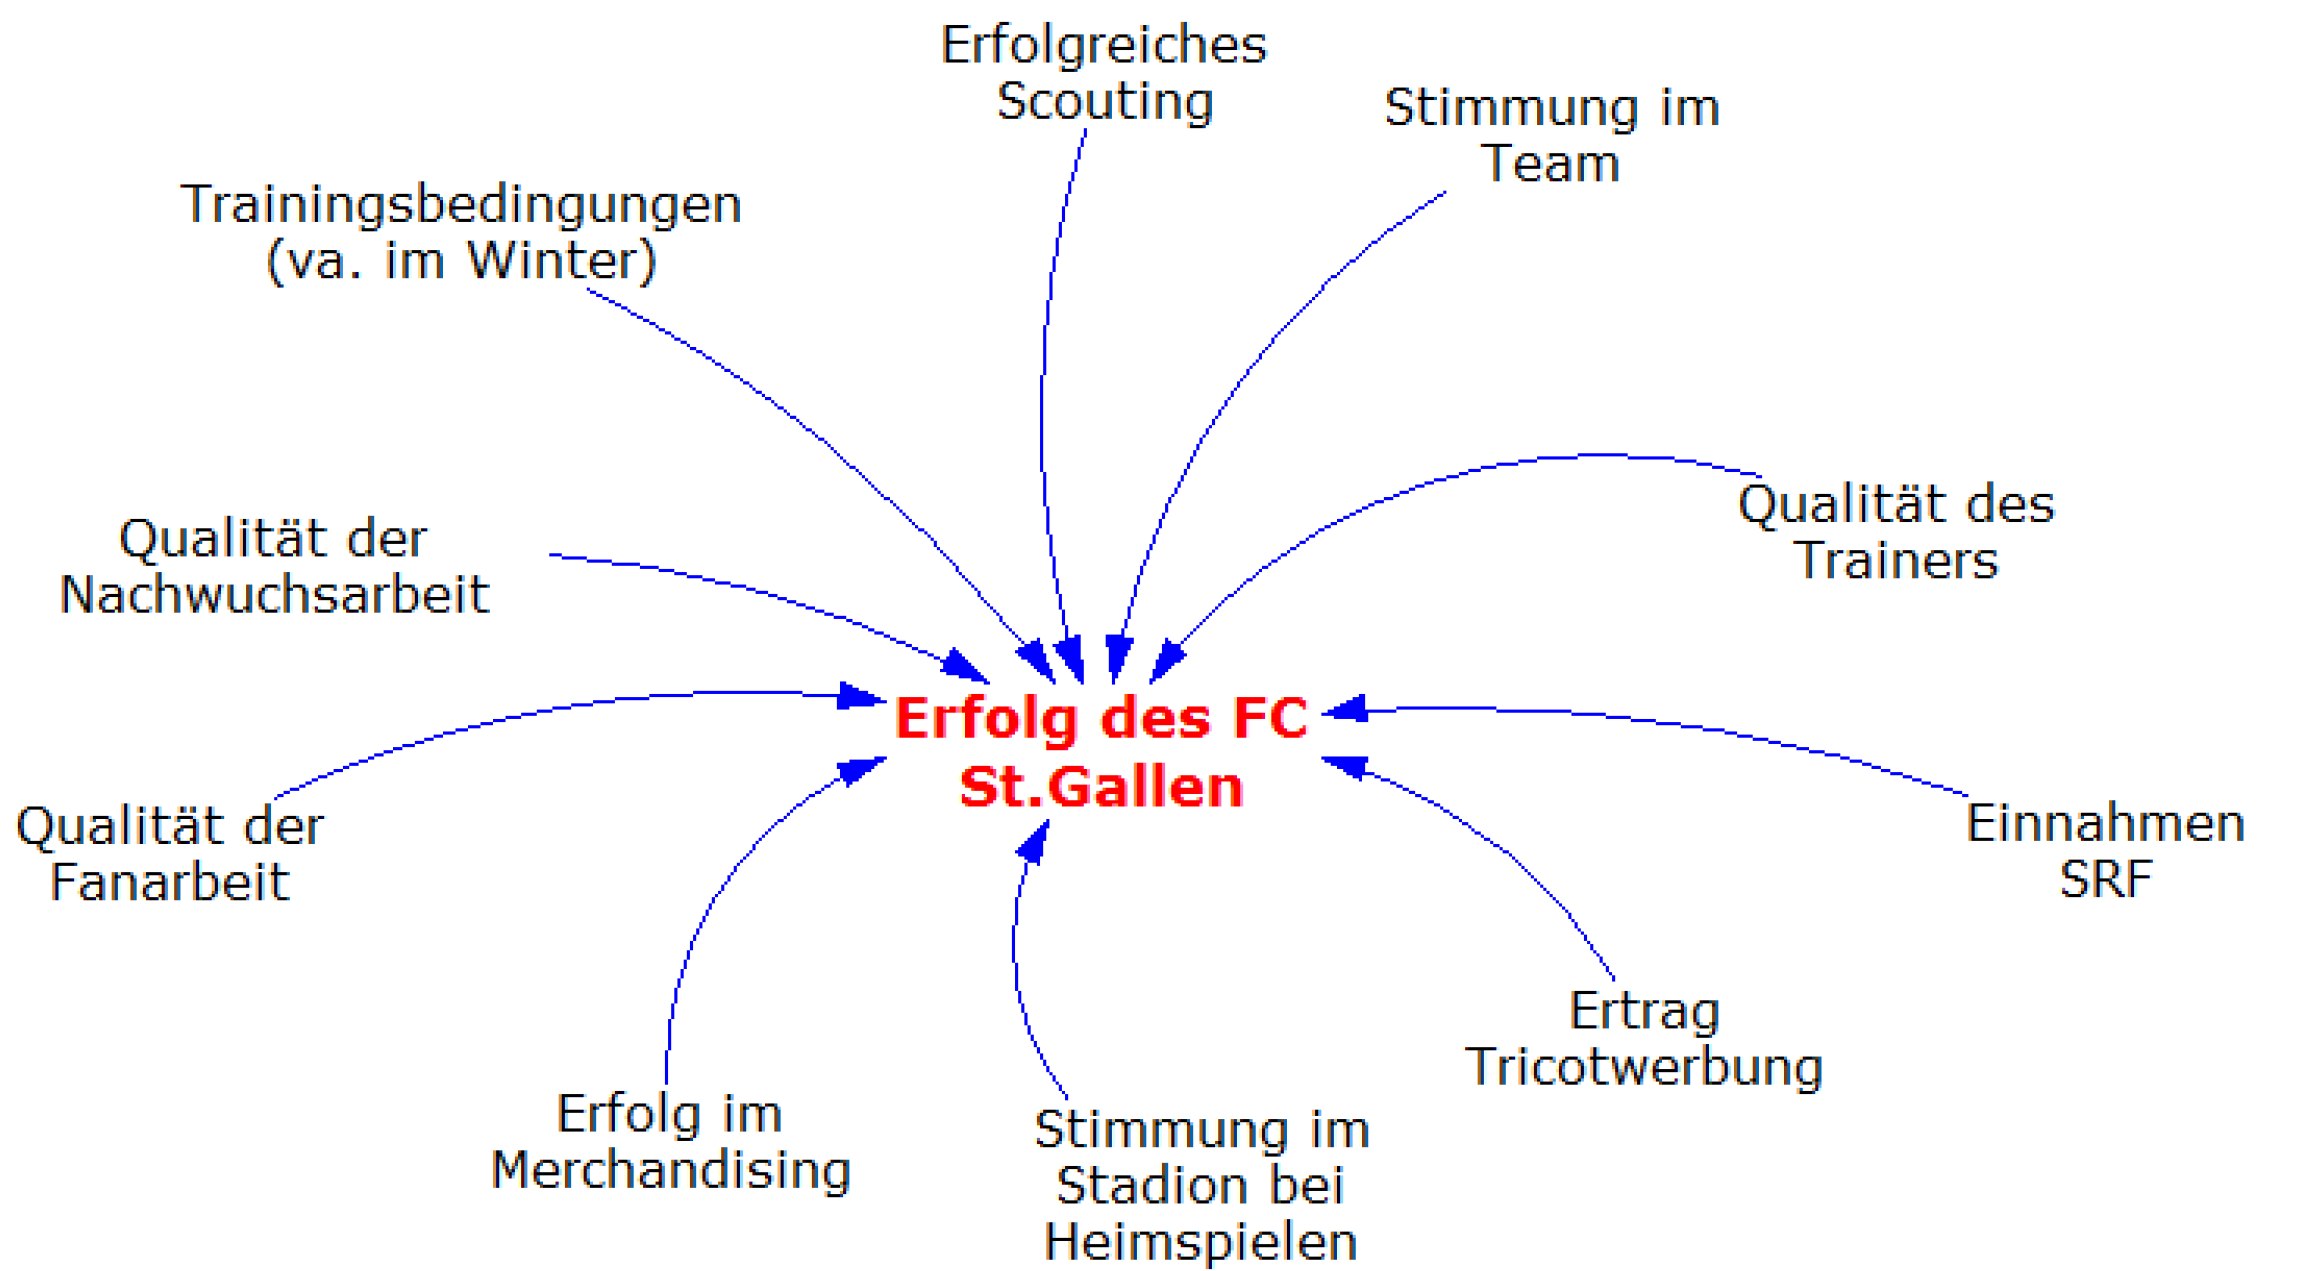 Erfolgreiches
Scouting
Stimmung im
Team
Trainingsbedingungen
(va. im Winter)
Qualität des
Trainers
Qualität der
Nachwuchsarbeit
Erfolg des FC
St.Gallen
Qualität der
Fanarbeit
Einnahmen
SRF
Ertrag
Tricotwerbung
Erfolg im
Merchandising
Stimmung im
Stadion bei
Heimspielen